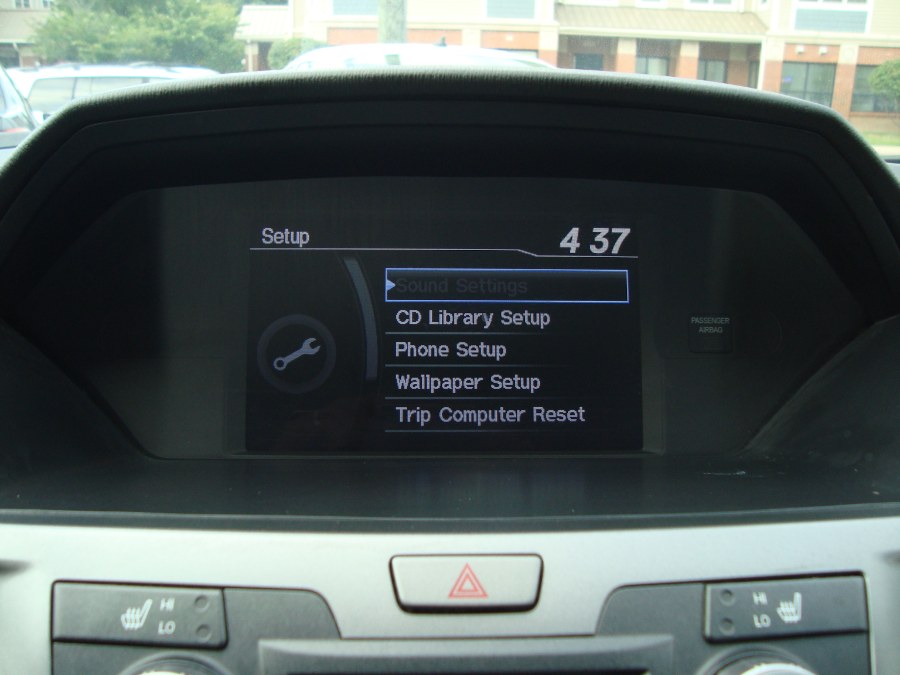 Setup
4 37
Sound Settings
CD Library Setup
Phone Setup
Wallpaper Setup
Trip Computer Reset
PASSENGER
AIRBAG
HI
LO
HI
LO